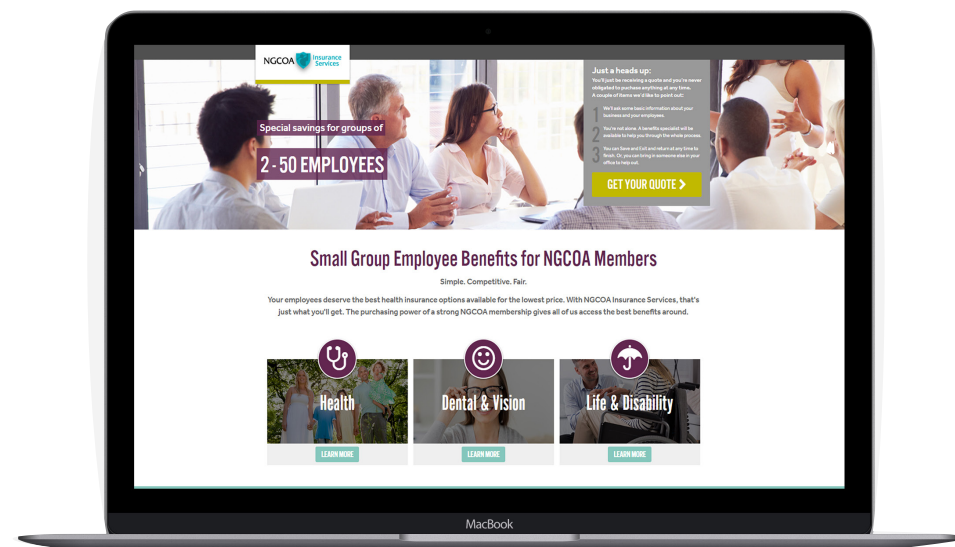 NGCOA Insurance
Services
Special savings for groups of
2 - 50 EMPLOYEES
Just a heads up:
You'll just be receiving a quote and you're never
obligated to puchase anything at any time.
A couple of items we'd like to point out:
1 We'll ask some basic information about your
business and your employees
2 You're not alone. A benefits specialist will be
available to help you through the whole process.
3 You can Save and Exit and return at any time to
finish. Or, you can bring in someone else in your
office to help out.
GET YOUR QUOTE >
Small Group Employee Benefits for NGCOA Members
Simple. Competitive. Fair.
Your employees deserve the best health insurance options available for the lowest price. With NGCOA Insurance Services, that's
just what you'll get. The purchasing power of a strong NGCOA membership gives all of us access the best benefits around.
Health
Dental & Vision
Life & Disability
LEARN MORE
LEARN MORE
LEARN MORE
MacBook